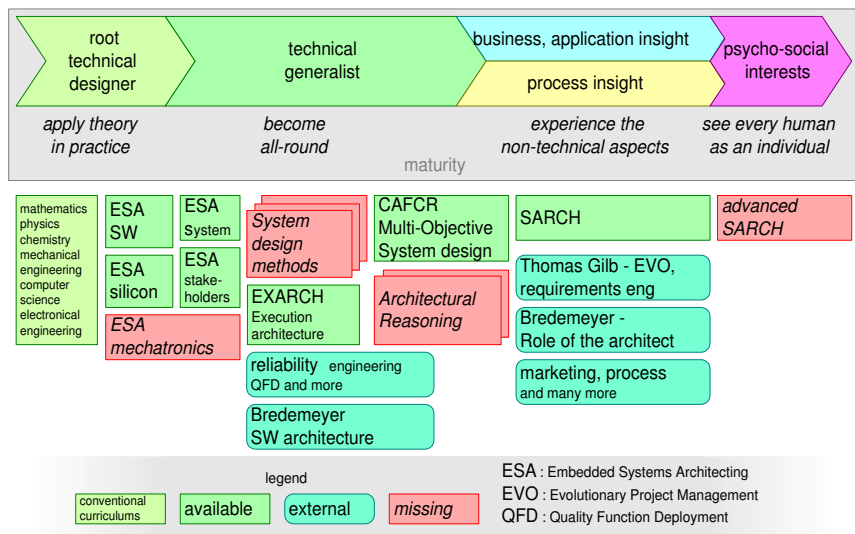 root
technical
designer
technical
generalist
business, application insight
process insight
psycho-social
interests
apply theory
in practice
become
all-round
experience the
non-technical aspects
see every human
as an individual
maturity
mathematics
physics
chemistry
mechanical
engineering
computer
science
electronical
engineering
ESA
SW
ESA
silicon
ESA
mechatronics
ESA
system
ESA
stake-
holders
System
design
methods
EXARCH
Execution
architecture
reliability engineering
QFD and more
Bredemeyer
SW architecture
CAFCR
Multi-Objective
System design
Architectural
Reasoning
SARCH
Thomas Gilb - EVO,
requirements eng
Bredemeyer -
Role of the architect
marketing, process
and many more
advanced
SARCH
legend
conventional
curriculums
available
external
missing
ESA : Embedded Systems Architecting
EVO : Evolutionary Project Management
QFD : Quality Function Deployment